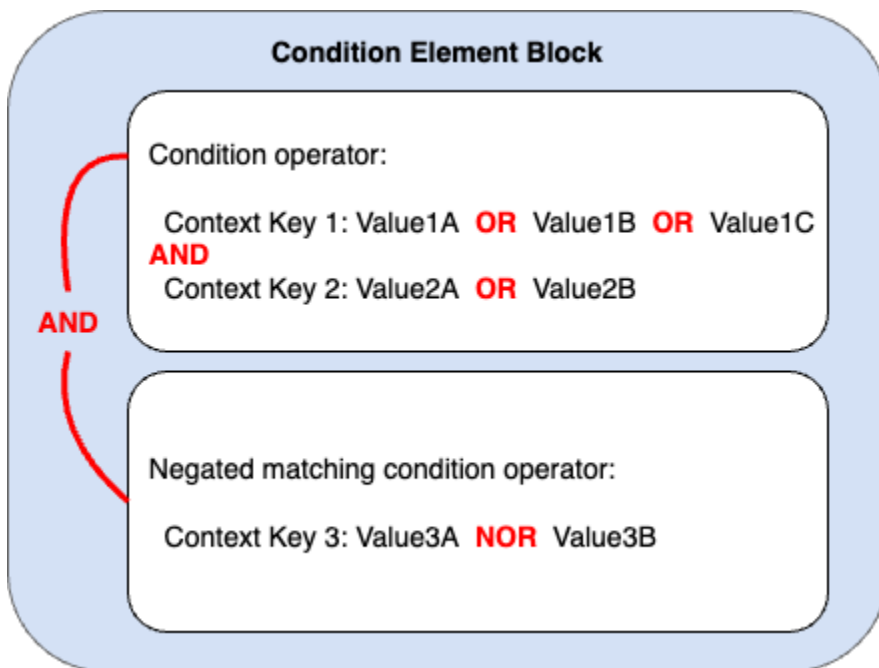 Condition Element Block
Condition operator:
Context Key 1: Value1A OR Value1B OR Value1C
AND
Context Key 2: Value2A OR Value2B
AND
Negated matching condition operator:
Context Key 3: Value3A NOR Value3B